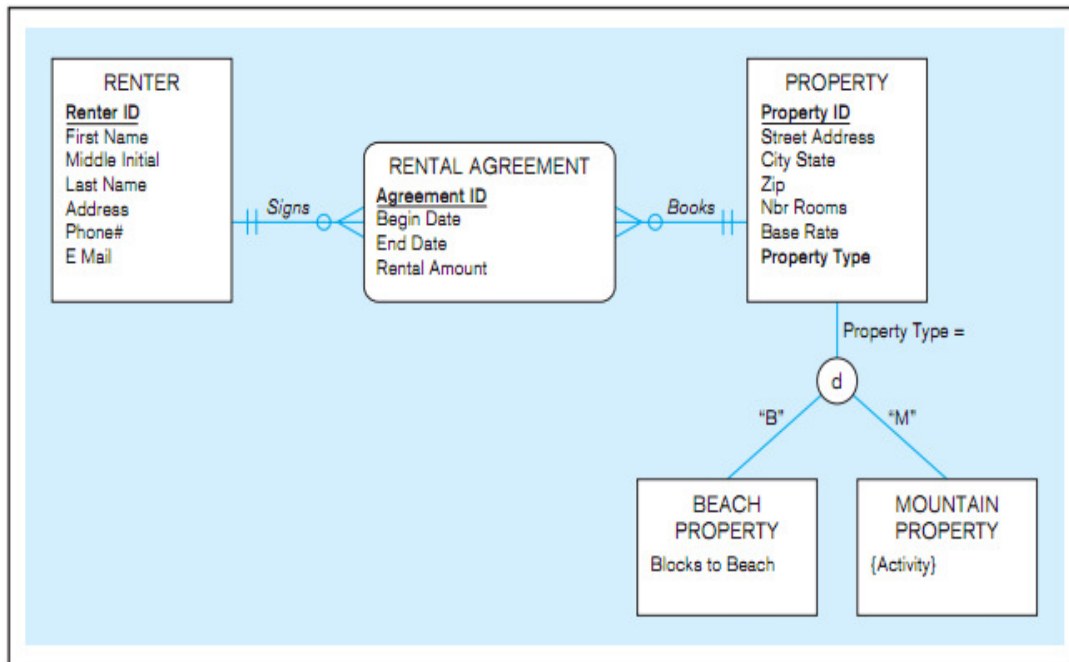 RENTER
Renter ID
First Name
Middle Initial
Last Name
Address
Phone#
E Mail
Signs
RENTAL AGREEMENT
Agreement ID
Begin Date
End Date
Rental Amount
Books
PROPERTY
Property ID
Street Address
City State
Zip
Nbr Rooms
Base Rate
Property Type
Property Type =
d
“B”
“M”
BEACH
PROPERTY
Blocks to Beach
MOUNTAIN
PROPERTY
{Activity}